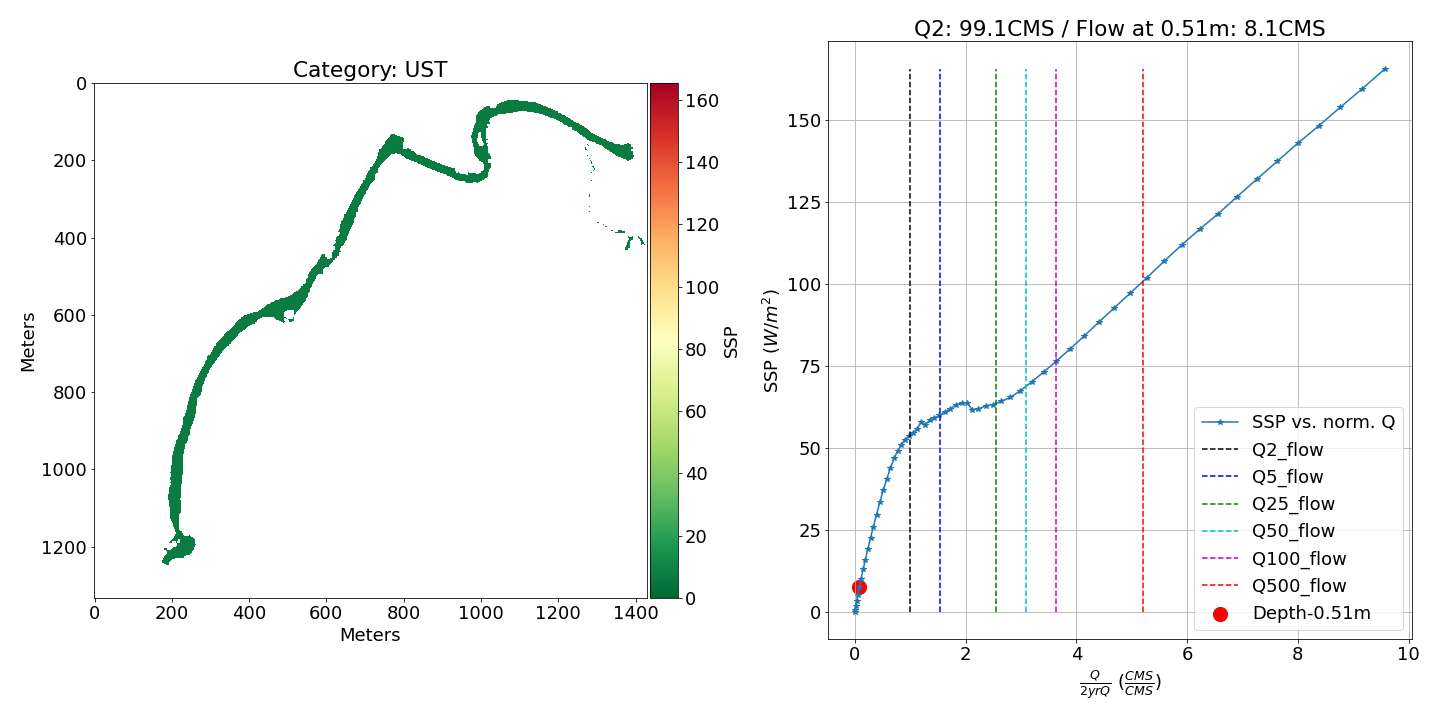 Category: UST
0
200
400
600
800
1000
1200
Meters
0 200 400 600 800 1000 1200 1400
Meters
160
140
120
100
80
60
40
20
0
SSP
Q2: 99.1CMS / Flow at 0.51m: 8.1CMS
150
125
100
75
50
25
0
SSP (W/m²)
SSP vs. norm. Q
Q2_flow
Q5_flow
Q25_flow
Q50_flow
Q100_flow
Q500_flow
Depth-0.51m
0 2 4 6 8 10
Q/2yrQ (CMS/CMS)